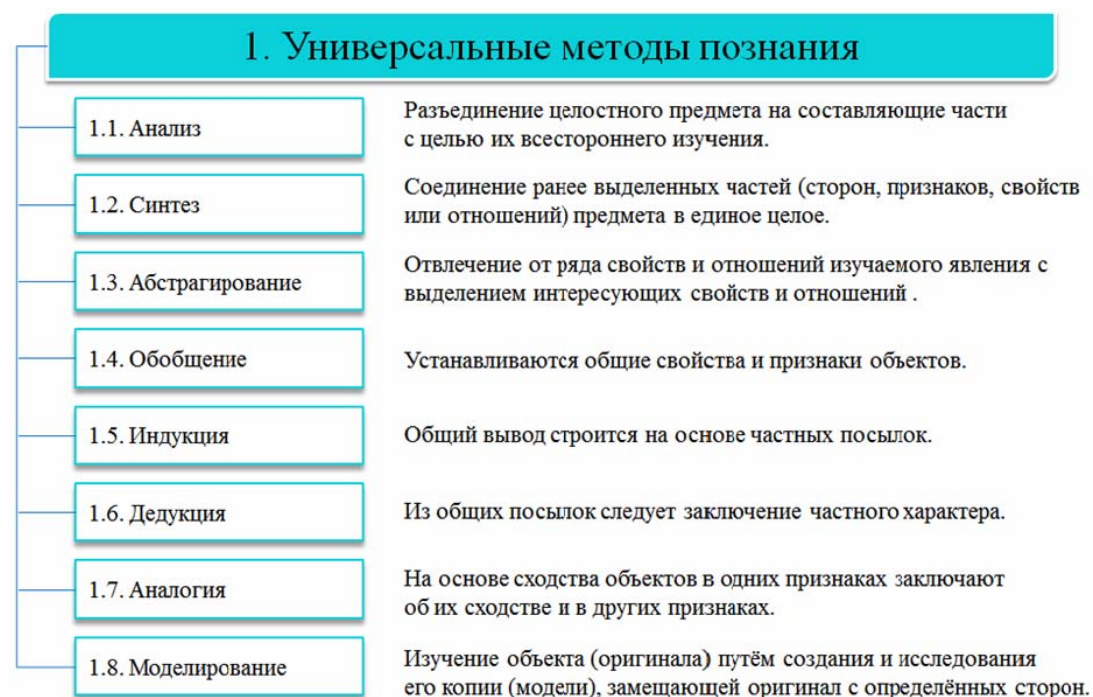 1. Универсальные методы познания
1.1. Анализ
Разъединение целостного предмета на составляющие части
с целью их всестороннего изучения.
1.2. Синтез
Соединение ранее выделенных частей (сторон, признаков, свойств
или отношений) предмета в единое целое.
1.3. Абстрагирование
Отвлечение от ряда свойств и отношений изучаемого явления с
выделением интересующих свойств и отношений .
1.4. Обобщение
Устанавливаются общие свойства и признаки объектов.
1.5. Индукция
Общий вывод строится на основе частных посылок.
1.6. Дедукция
Из общих посылок следует заключение частного характера.
1.7. Аналогия
На основе сходства объектов в одних признаках заключают
об их сходстве и в других признаках.
1.8. Моделирование
Изучение объекта (оригинала) путём создания и исследования
его копии (модели), замещающей оригинал с определённых сторон.